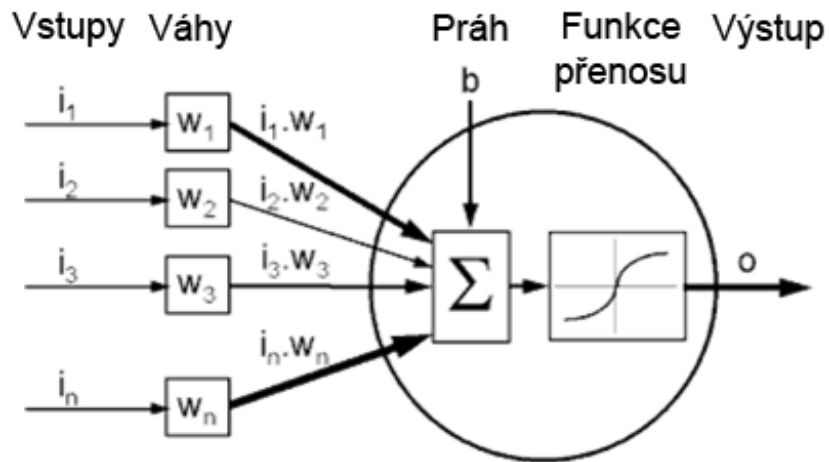 Vstupy Váhy Práh Funkce přenosu Výstup
b
i₁ w₁ i₁.w₁
i₂ w₂ i₂.w₂
i₃ w₃ i₃.w₃ Σ o
iₙ wₙ iₙ.wₙ